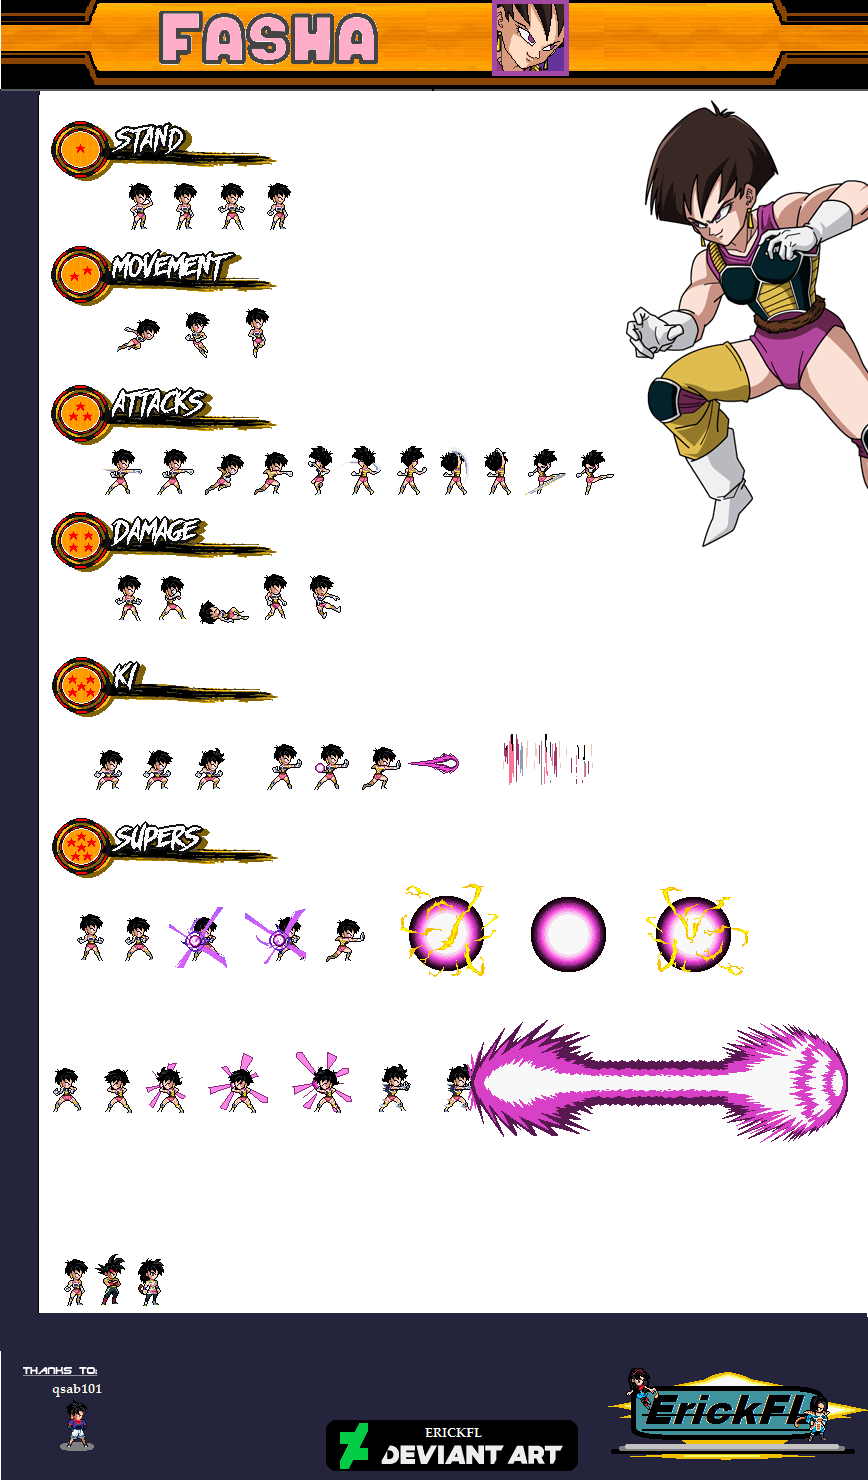 FASHA
STAND
MOVEMENT
ATTACKS
DAMAGE
KI
SUPERS
THANKS TO:
qsab101
ErickFL
ERICKFL
DEVIANT ART